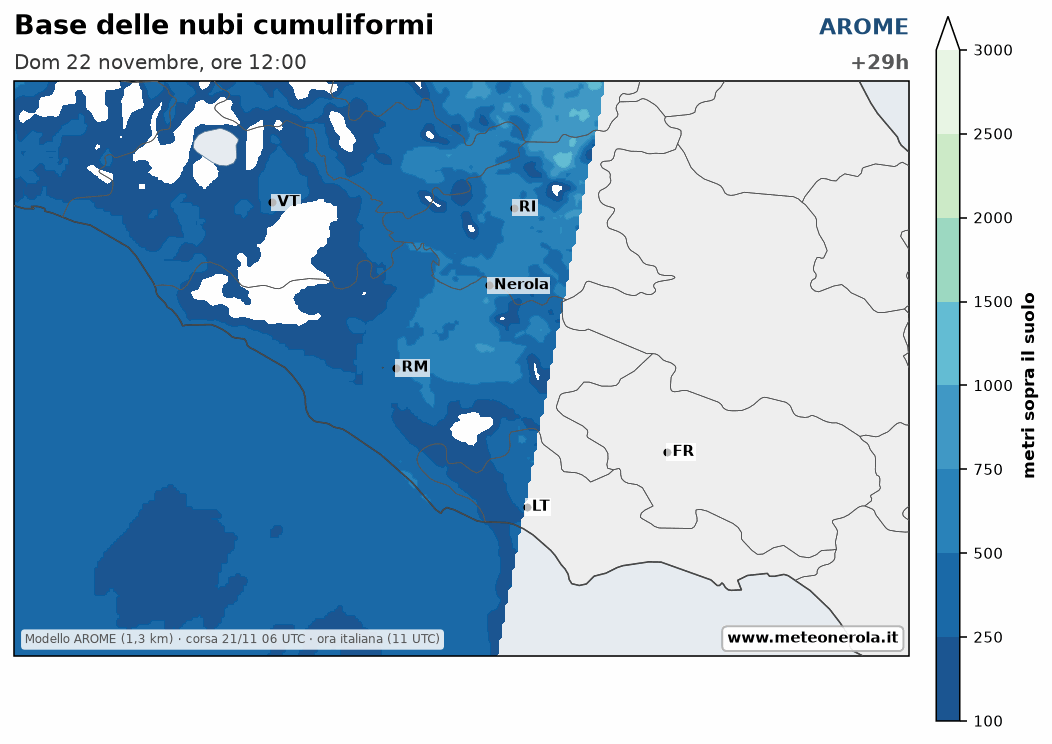 Base delle nubi cumuliformi
AROME
Dom 22 novembre, ore 12:00
+29h
VT
RI
Nerola
RM
FR
LT
Modello AROME (1,3 km) · corsa 21/11 06 UTC · ora italiana (11 UTC)
www.meteonerola.it
3000
2500
2000
1500
1000
750
500
250
100
metri sopra il suolo